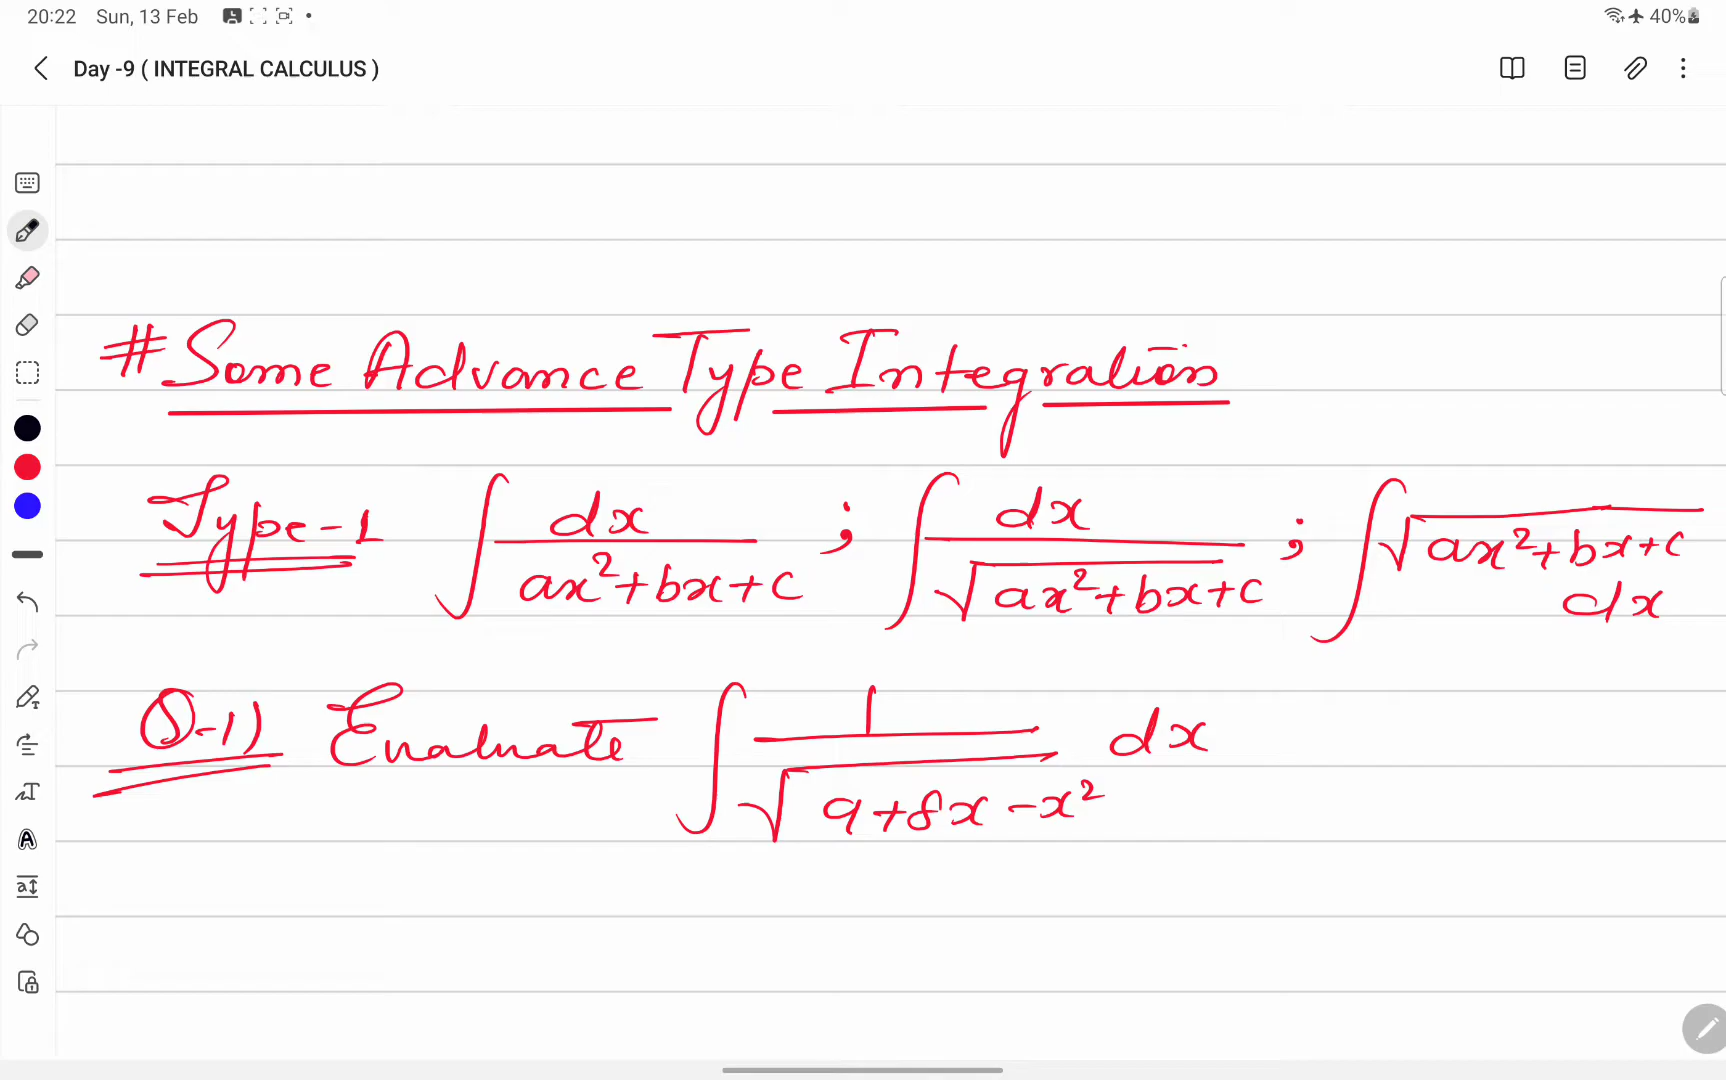 20:22 Sun, 13 Feb 40%
Day -9 ( INTEGRAL CALCULUS )
# Some Advance Type Integrations
Type-1 ∫ dx/(ax²+bx+c) ; ∫ dx/√(ax²+bx+c) ; ∫ √(ax²+bx+c) dx
Q-1) Evaluate ∫ 1/√(9+8x-x²) dx